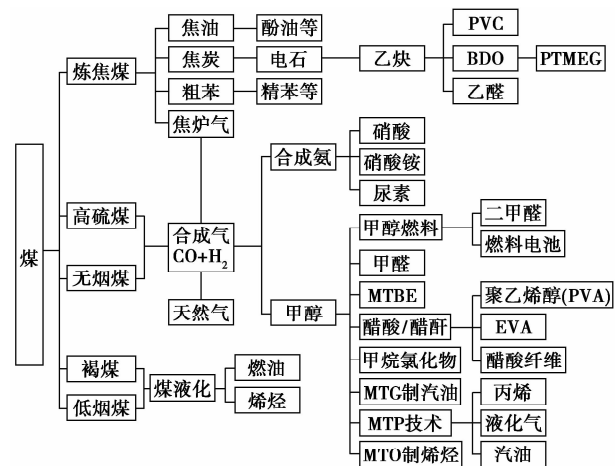 煤
炼焦煤
高硫煤
无烟煤
褐煤
低烟煤
焦油
酚油等
焦炭
电石
乙炔
PVC
BDO
PTMEG
乙醛
粗苯
精苯等
焦炉气
合成气
CO+H₂
天然气
煤液化
燃油
烯烃
合成氨
硝酸
硝酸铵
尿素
甲醇
甲醇燃料
二甲醛
燃料电池
甲醛
MTBE
醋酸/醋酐
聚乙烯醇(PVA)
EVA
醋酸纤维
甲烷氯化物
MTG制汽油
MTP技术
丙烯
液化气
汽油
MTO制烯烃